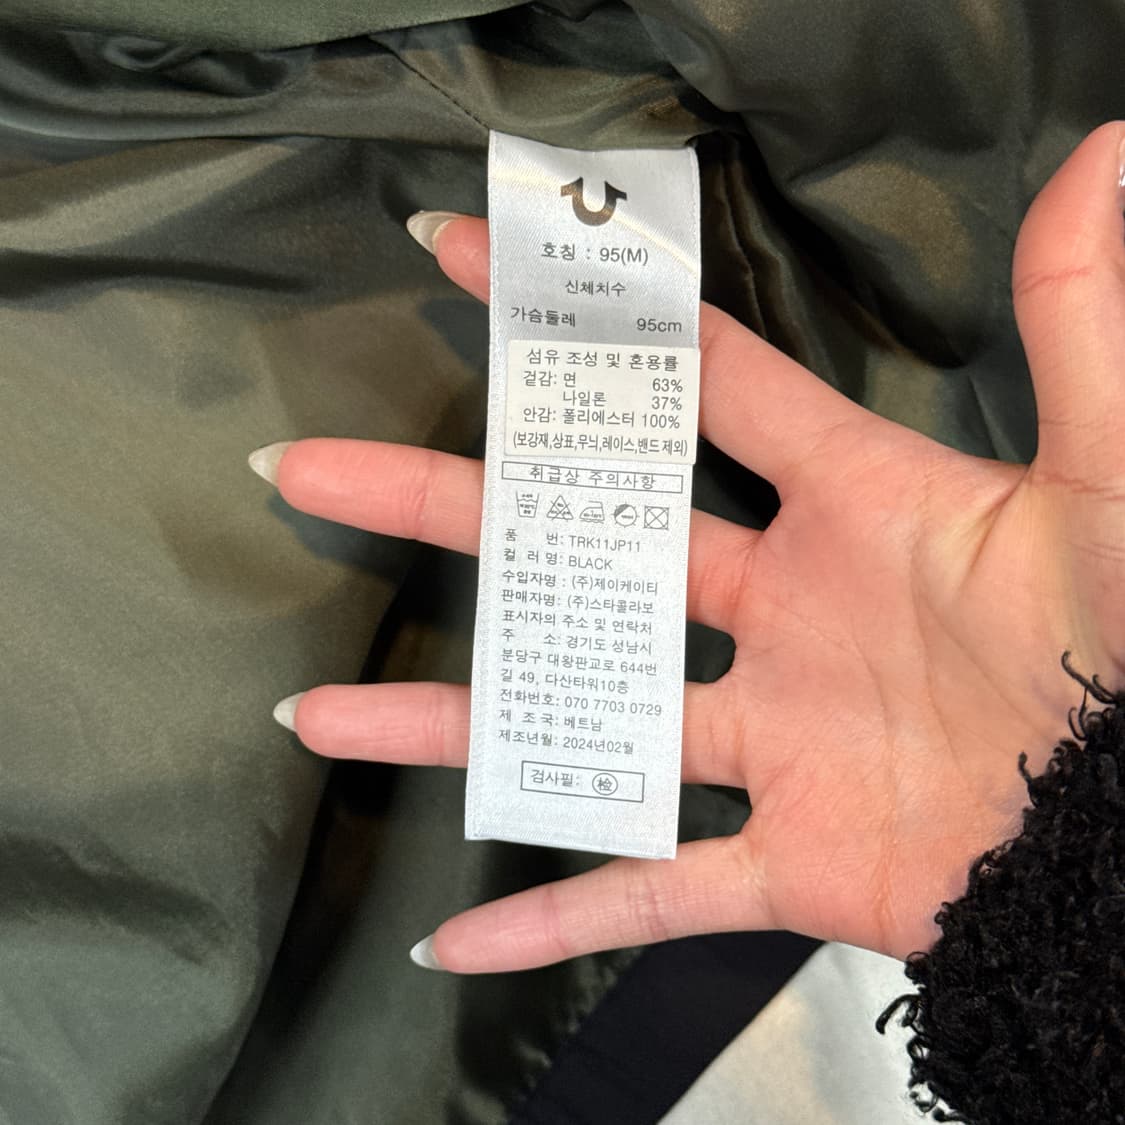 호칭 : 95(M)
신체치수
가슴둘레 95cm
섬유 조성 및 혼용률
겉감: 면 63%
나일론 37%
안감: 폴리에스터 100%
(보강재,상표,무늬,레이스,밴드 제외)
취급상 주의사항
품 번: TRK11JP11
컬 러 명: BLACK
수입자명 : (주)제이케이티
판매자명: (주)스타콜라보
표시자의 주소 및 연락처
주 소: 경기도 성남시
분당구 대왕판교로 644번
길 49, 다산타워10층
전화번호: 070 7703 0729
제 조 국: 베트남
제조년월: 2024년02월
검사필: 检